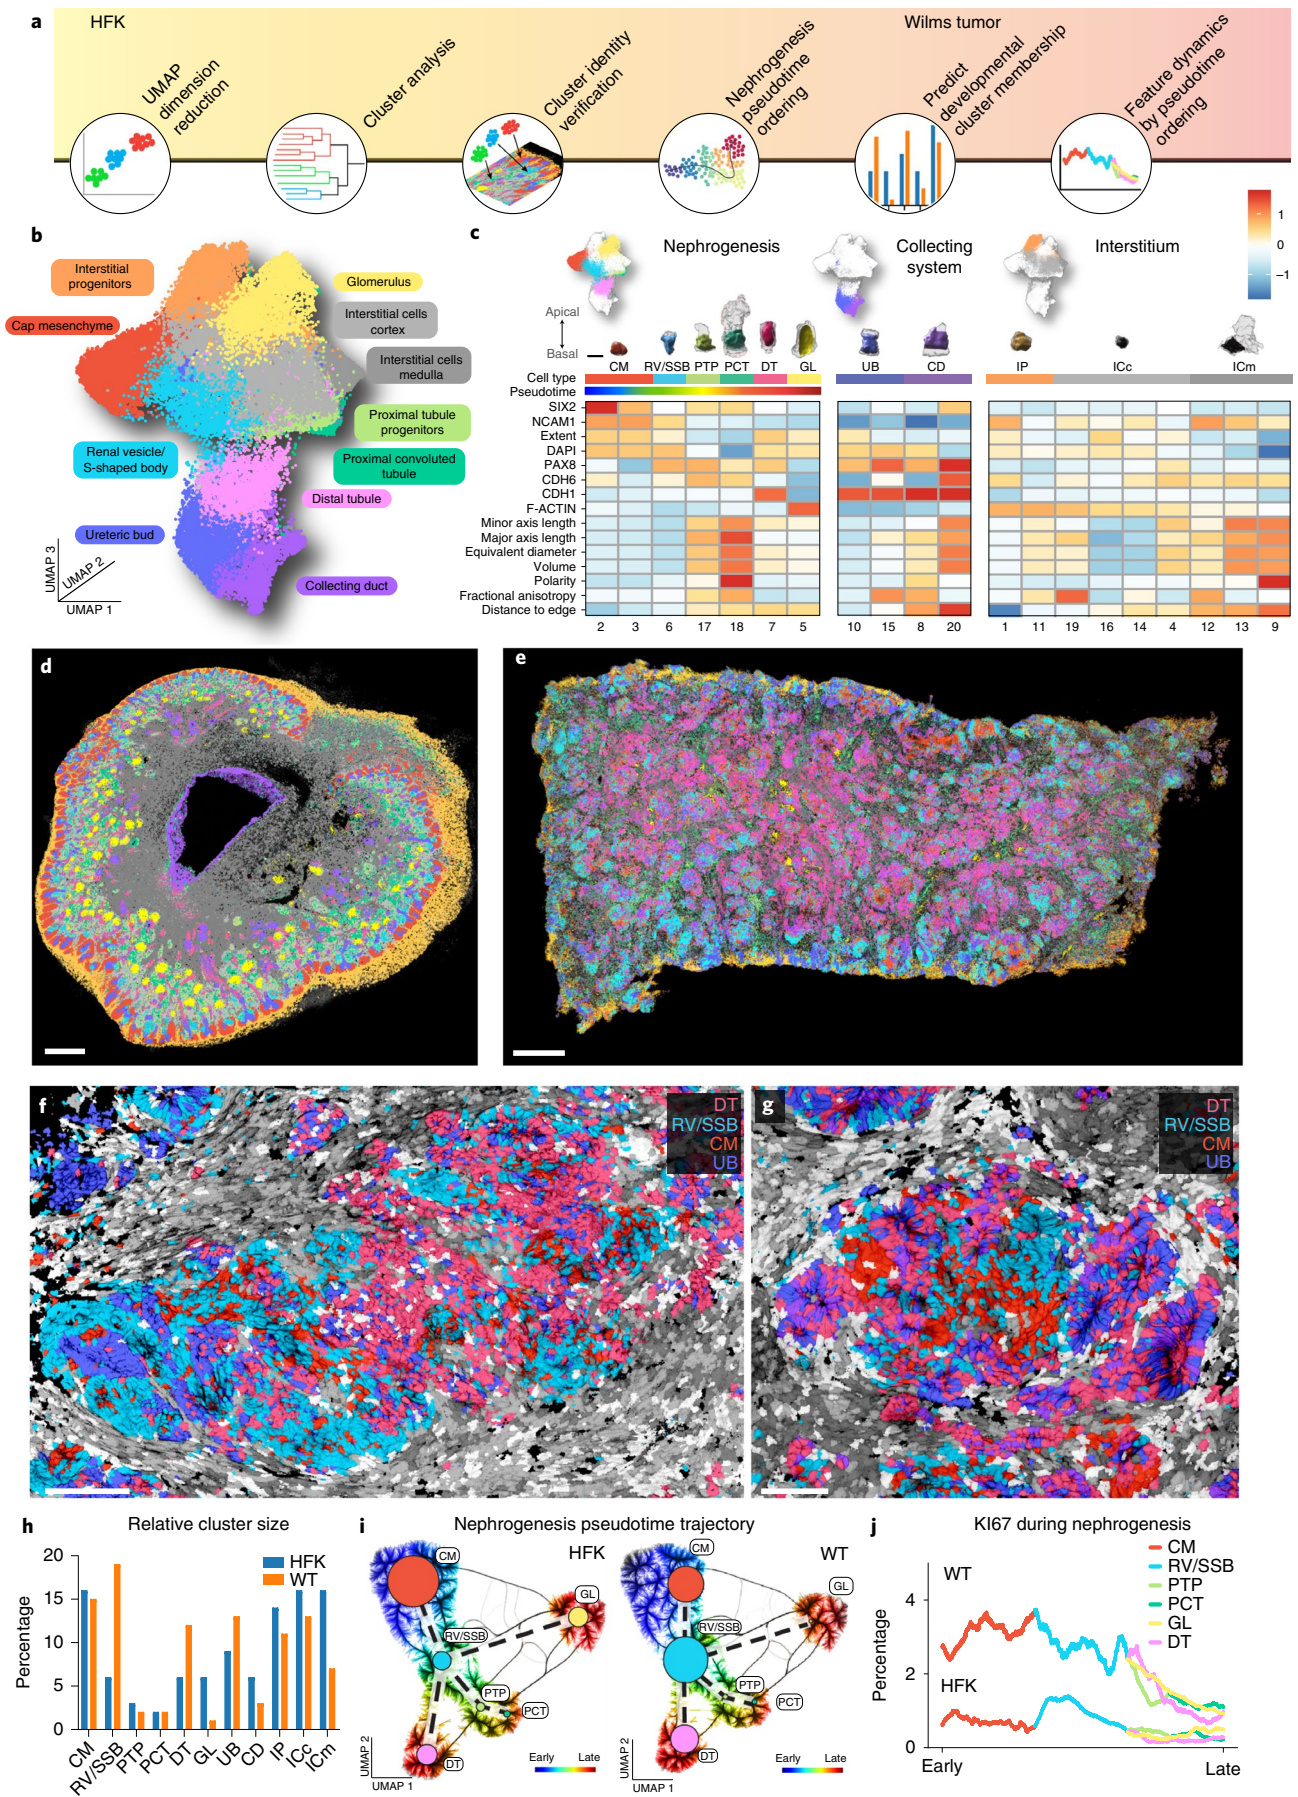 a
HFK
Wilms tumor
UMAP
dimension
reduction
Cluster analysis
Cluster identity
verification
Nephrogenesis
pseudotime
ordering
Predict
developmental
cluster membership
Feature dynamics
by pseudotime
ordering
b
Interstitial
progenitors
Cap mesenchyme
Glomerulus
Interstitial cells
cortex
Interstitial cells
medulla
Proximal tubule
progenitors
Renal vesicle/
S-shaped body
Proximal convoluted
tubule
Distal tubule
Ureteric bud
Collecting duct
UMAP 3
UMAP 2
UMAP 1
c
Nephrogenesis
Collecting
system
Interstitium
1
0
−1
Apical
Basal
CM RV/SSB PTP PCT DT GL UB CD IP ICc ICm
Cell type
Pseudotime
SIX2
NCAM1
Extent
DAPI
PAX8
CDH6
CDH1
F-ACTIN
Minor axis length
Major axis length
Equivalent diameter
Volume
Polarity
Fractional anisotropy
Distance to edge
2 3 6 17 18 7 5 10 15 8 20 1 11 19 16 14 4 12 13 9
d
e
f
DT
RV/SSB
CM
UB
g
DT
RV/SSB
CM
UB
h
Relative cluster size
HFK
WT
Percentage
20
15
10
5
0
CM RV/SSB PTP PCT DT GL UB CD IP ICc ICm
i
Nephrogenesis pseudotime trajectory
HFK
CM
GL
RV/SSB
PTP
PCT
DT
UMAP 2
UMAP 1
Early Late
WT
CM
GL
RV/SSB
PTP
PCT
DT
UMAP 2
UMAP 1
Early Late
j
KI67 during nephrogenesis
WT
HFK
CM
RV/SSB
PTP
PCT
GL
DT
Percentage
4
2
0
Early Late